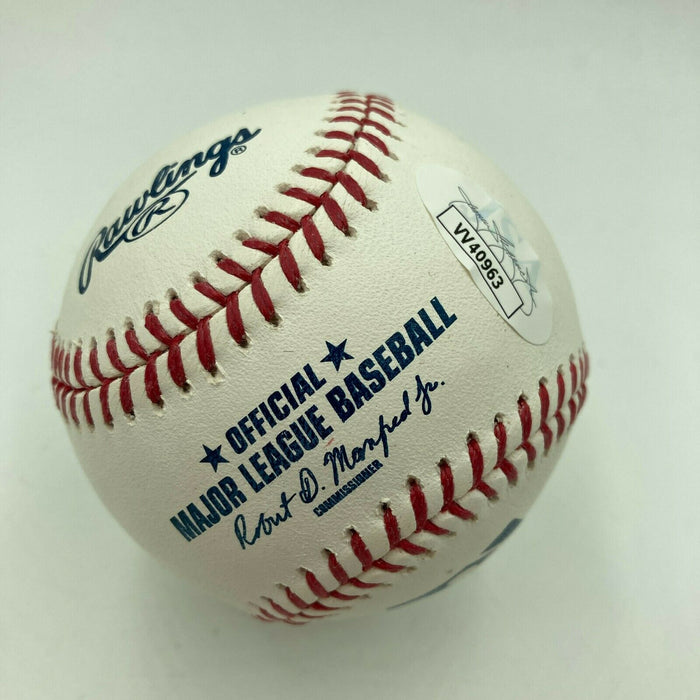 Rawlings®
R
VV40963
★ OFFICIAL ★
MAJOR LEAGUE BASEBALL
Robert D. Manfred Jr.
COMMISSIONER